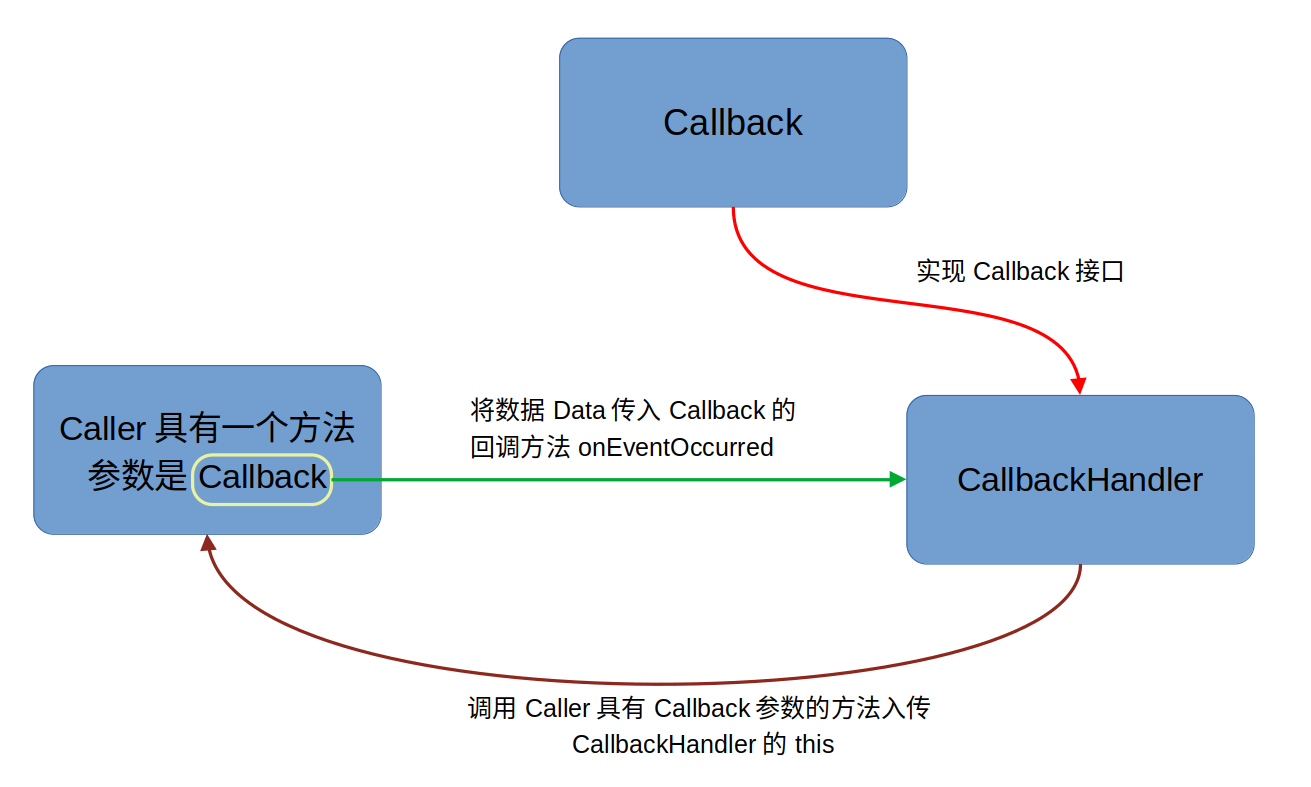 Callback
实现 Callback 接口
Caller 具有一个方法
参数是 Callback
将数据 Data 传入 Callback 的
回调方法 onEventOccurred
CallbackHandler
调用 Caller 具有 Callback 参数的方法入传
CallbackHandler 的 this